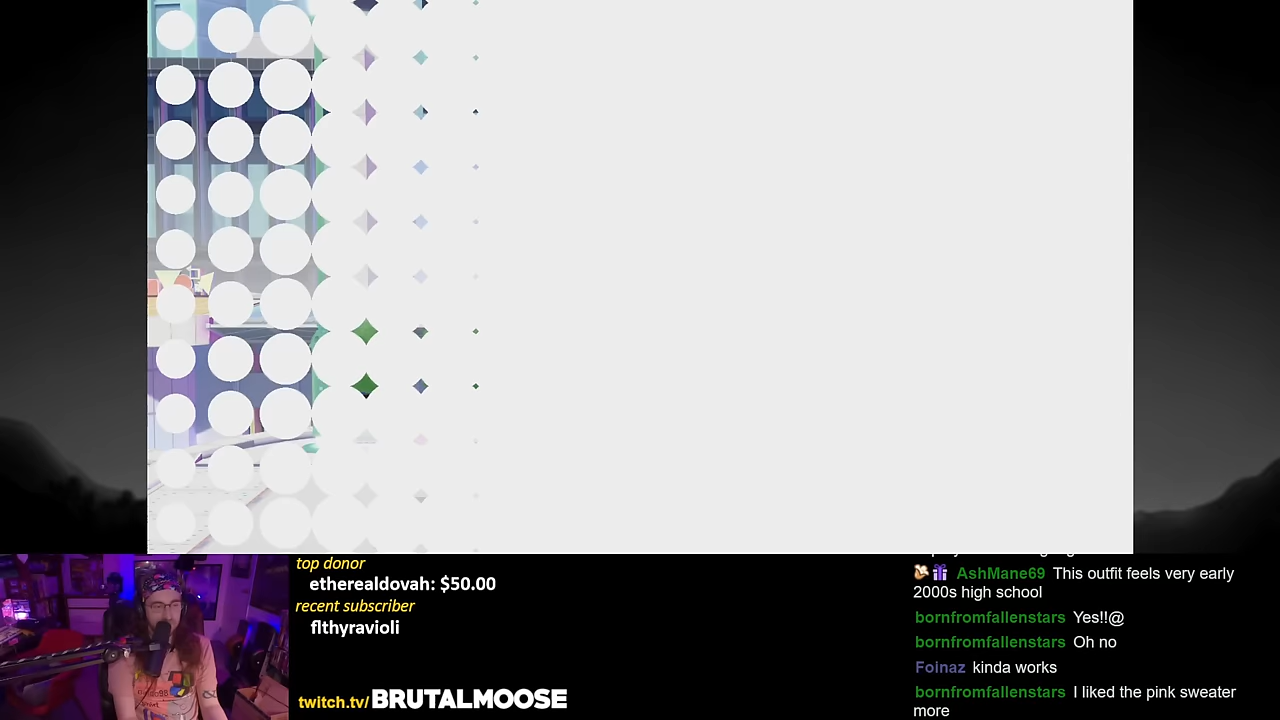 top donor
etherealdovah: $50.00
recent subscriber
flthyravioli
twitch.tv/BRUTALMOOSE
AshMane69 This outfit feels very early
2000s high school
bornfromfallenstars Yes!!@
bornfromfallenstars Oh no
Foinaz kinda works
bornfromfallenstars I liked the pink sweater
more